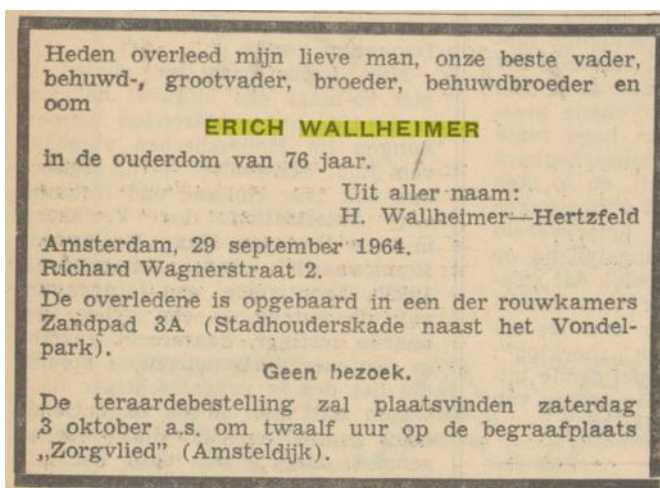 Heden overleed mijn lieve man, onze beste vader,
behuwd-, grootvader, broeder, behuwdbroeder en
oom
ERICH WALLHEIMER
in de ouderdom van 76 jaar.
Uit aller naam:
H. Wallheimer—Hertzfeld
Amsterdam, 29 september 1964.
Richard Wagnerstraat 2.
De overledene is opgebaard in een der rouwkamers
Zandpad 3A (Stadhouderskade naast het Vondel-
park).
Geen bezoek.
De teraardebestelling zal plaatsvinden zaterdag
3 oktober a.s. om twaalf uur op de begraafplaats
„Zorgvlied” (Amsteldijk).